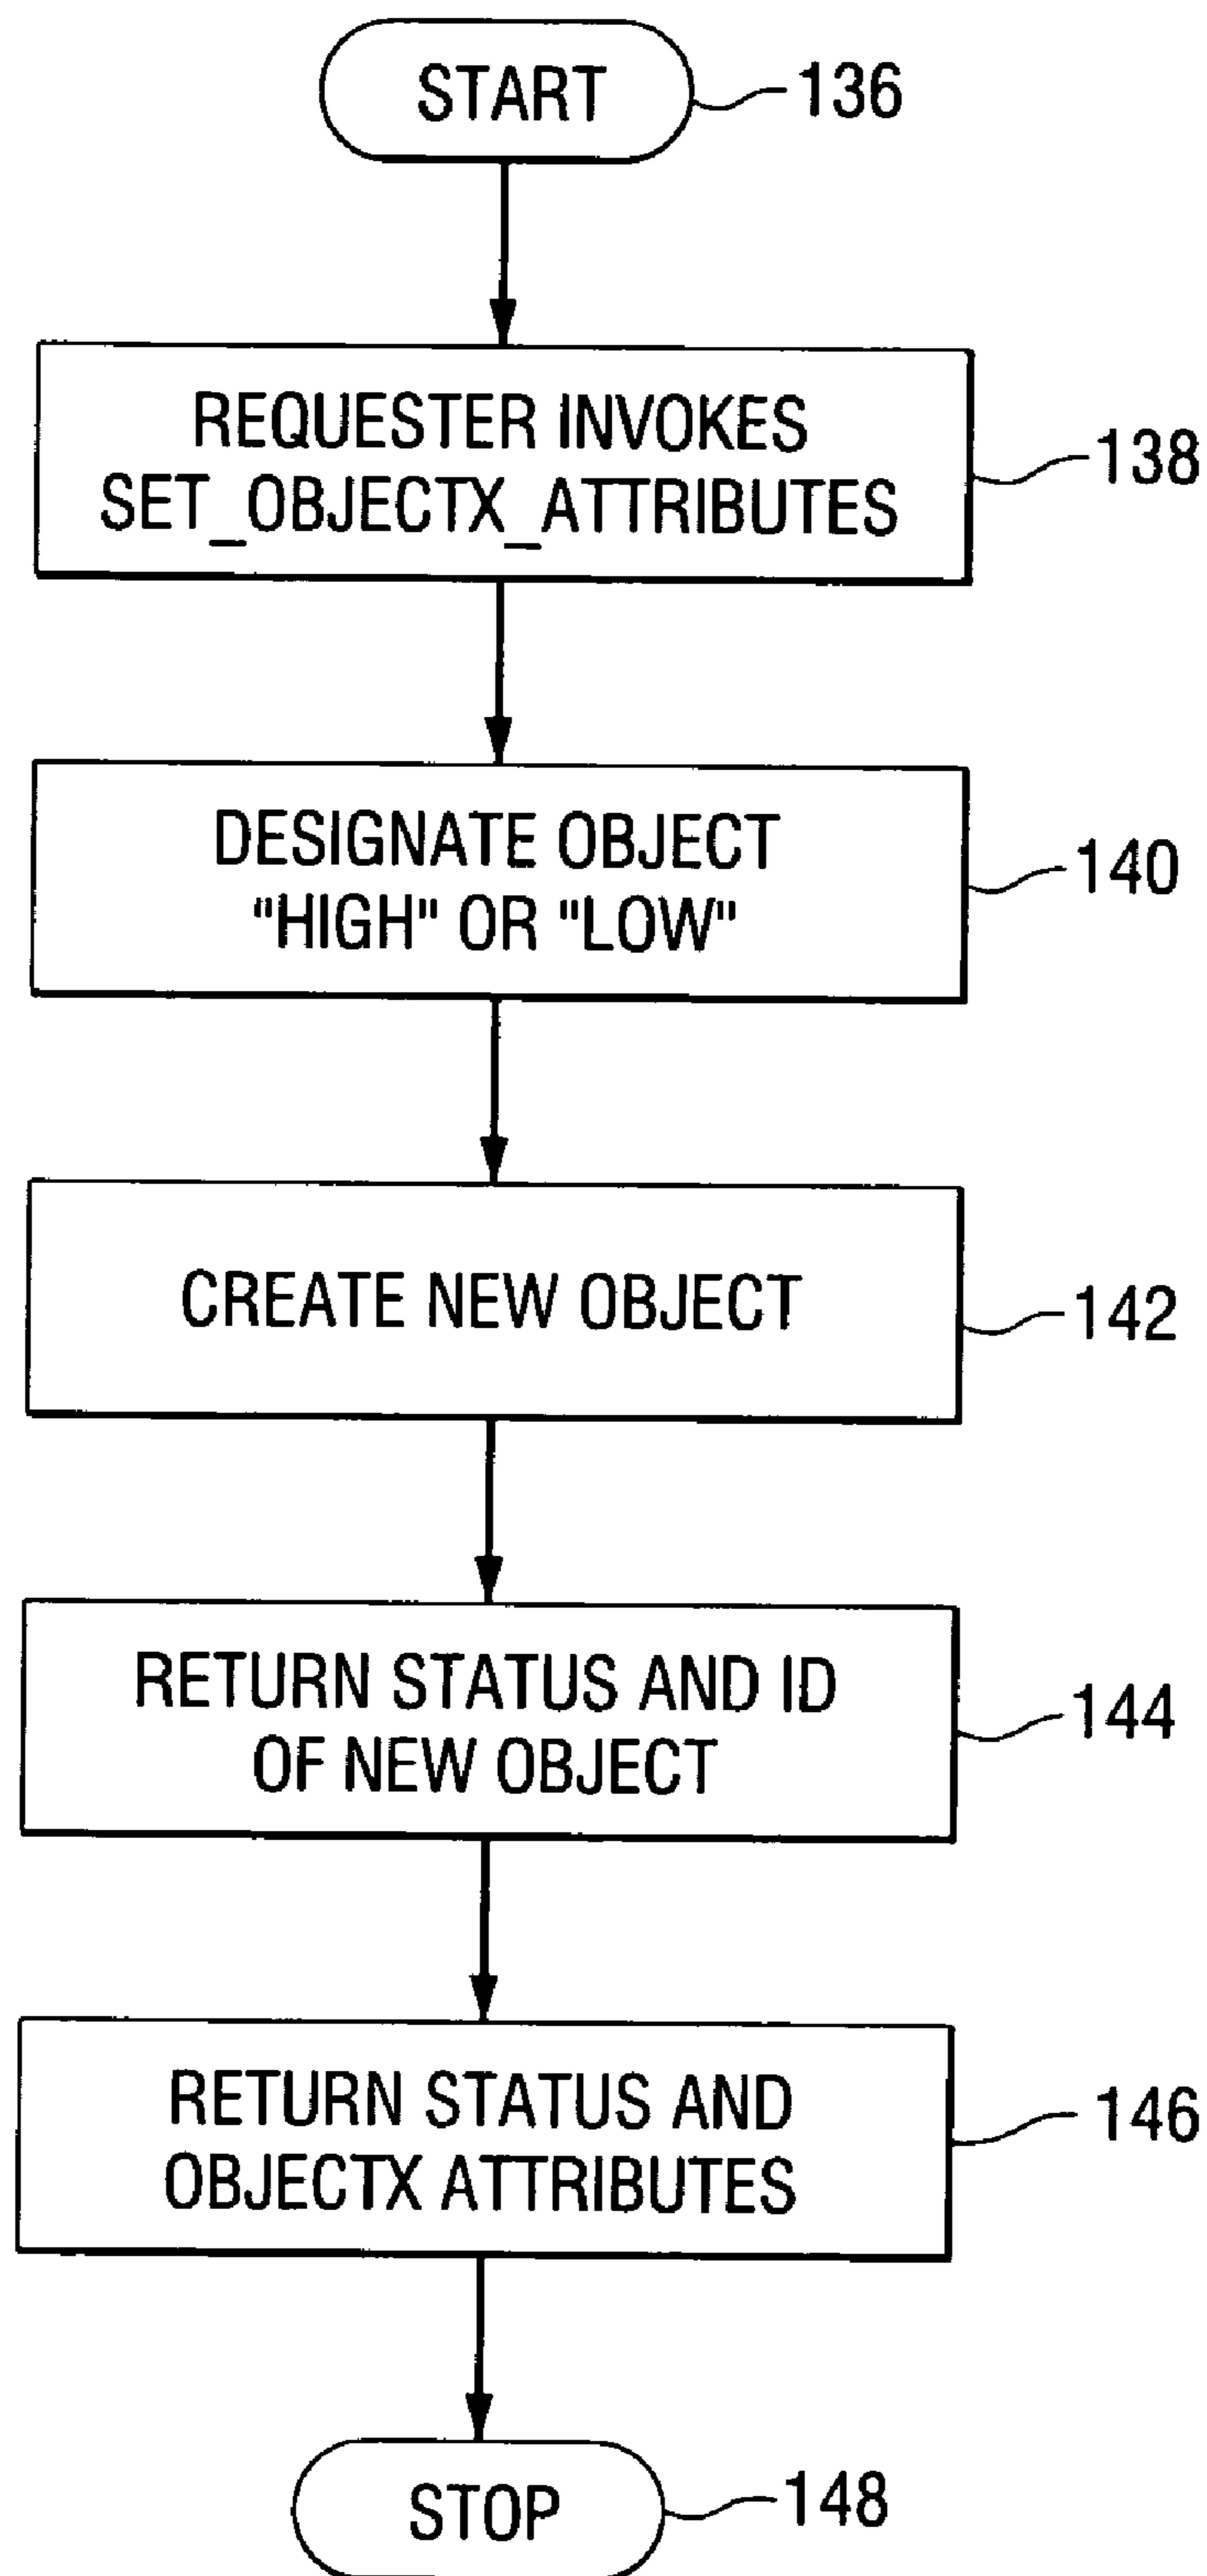 START
136
REQUESTER INVOKES
SET_OBJECTX_ATTRIBUTES
138
DESIGNATE OBJECT
"HIGH" OR "LOW"
140
CREATE NEW OBJECT
142
RETURN STATUS AND ID
OF NEW OBJECT
144
RETURN STATUS AND
OBJECTX ATTRIBUTES
146
STOP
148